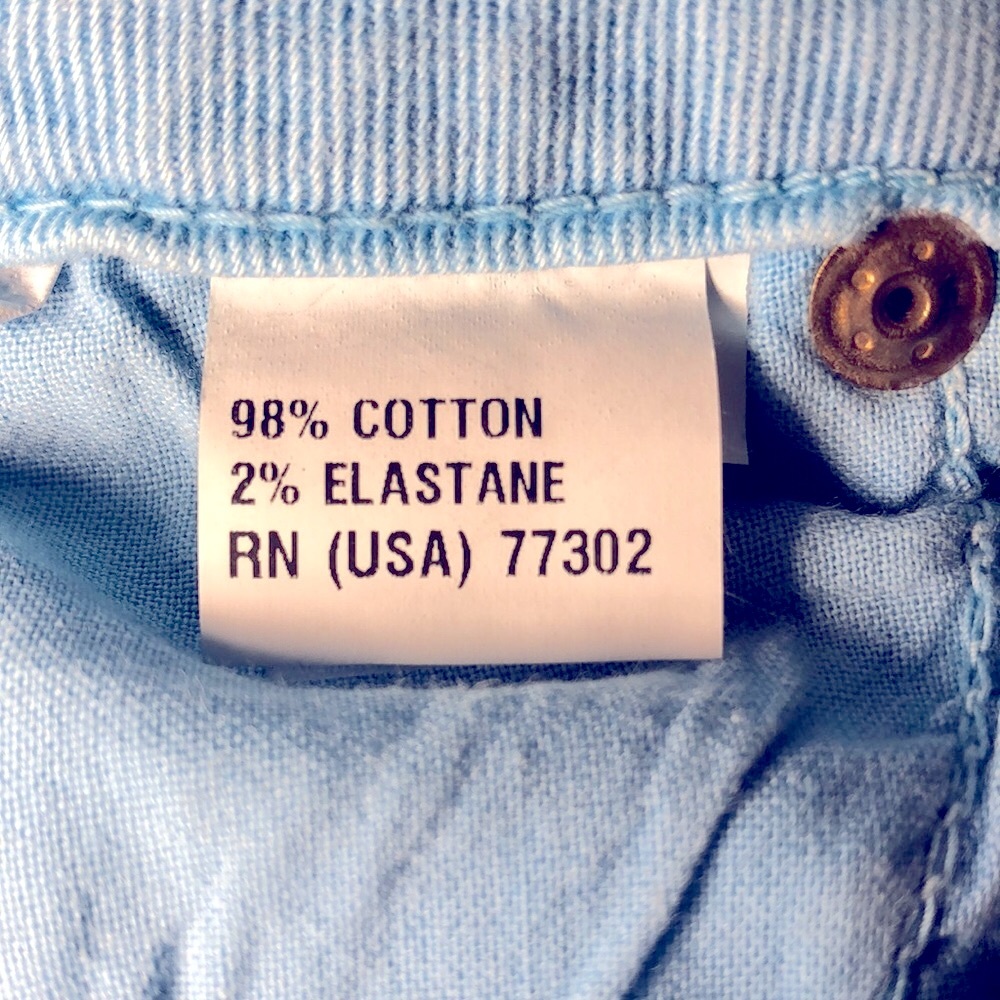 98% COTTON
2% ELASTANE
RN (USA) 77302